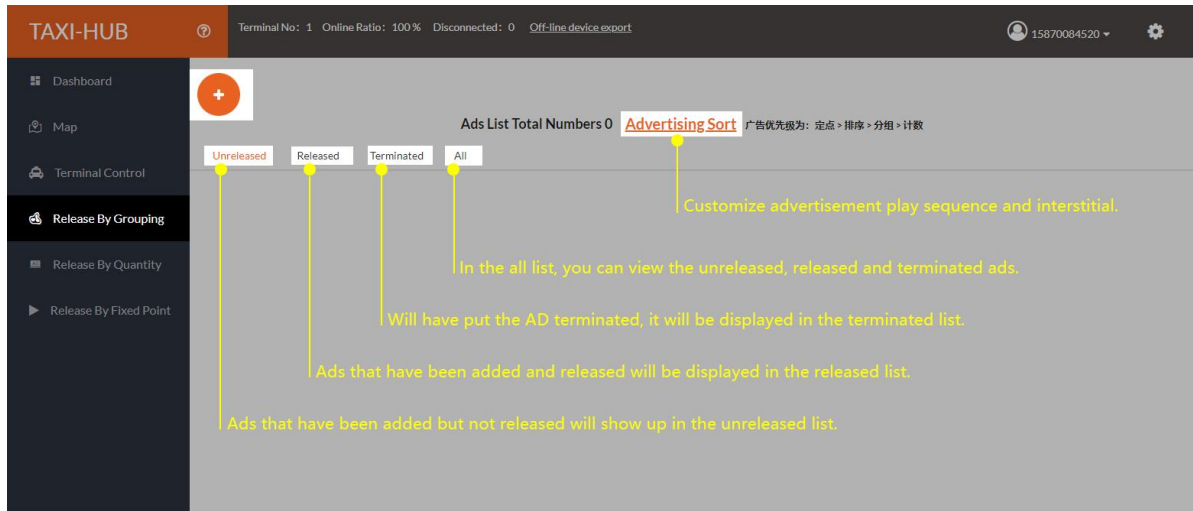 TAXI-HUB
Terminal No: 1 Online Ratio: 100 % Disconnected: 0 Off-line device export
15870084520
Dashboard
Map
Terminal Control
Release By Grouping
Release By Quantity
Release By Fixed Point
+
Ads List Total Numbers 0 Advertising Sort 广告优先极为: 定点 > 排序 > 分组 > 计数
Unreleased Released Terminated All
Customize advertisement play sequence and interstitial.
In the all list, you can view the unreleased, released and terminated ads.
Will have put the AD terminated, it will be displayed in the terminated list.
Ads that have been added and released will be displayed in the released list.
Ads that have been added but not released will show up in the unreleased list.